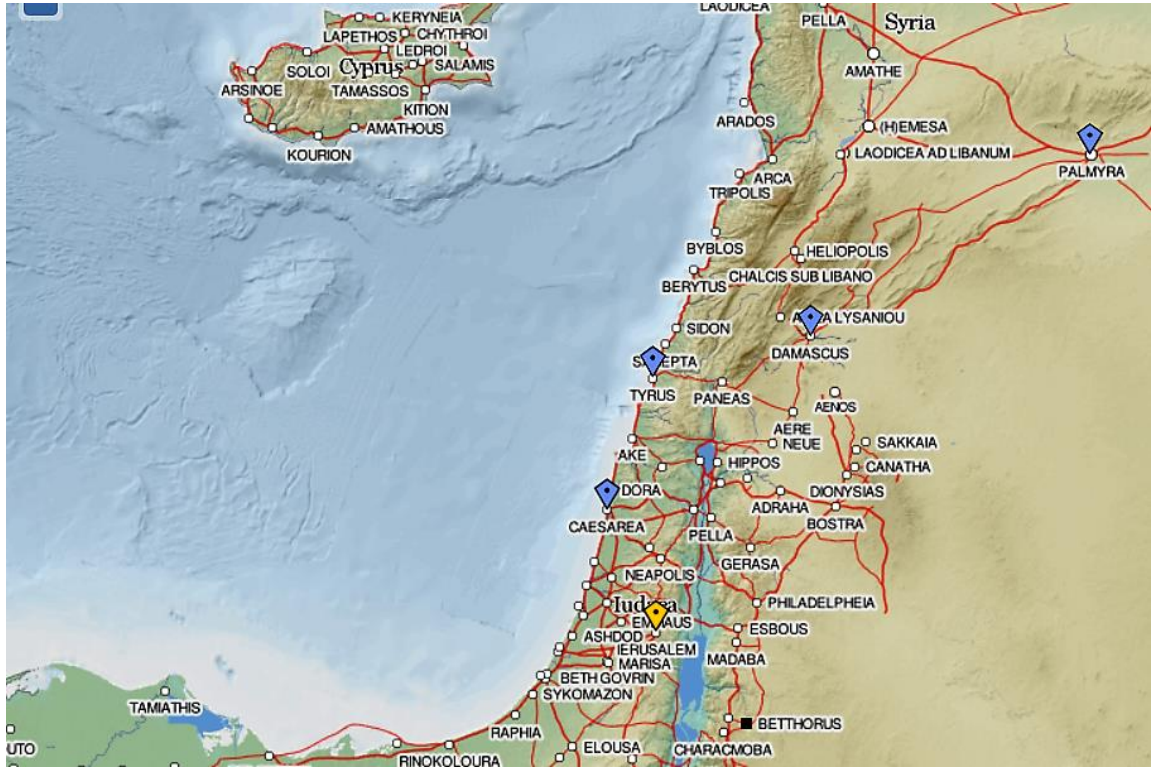 LAODICEA
KERYNEIA
PELLA
Syria
LAPETHOS
CHYTHROI
LEDROI
SALAMIS
SOLOI
Cyprus
AMATHE
ARSINOE
TAMASSOS
KITION
ARADOS
AMATHOUS
(H)EMESA
KOURION
LAODICEA AD LIBANUM
PALMYRA
ARCA
TRIPOLIS
BYBLOS
HELIOPOLIS
CHALCIS SUB LIBANO
BERYTUS
LYSANIOU
SIDON
DAMASCUS
TYRUS
PANEAS
AENOS
AERE
NEUE
SAKKAIA
AKE
HIPPOS
CANATHA
DORA
DIONYSIAS
ADRAHA
CAESAREA
BOSTRA
PELLA
GERASA
NEAPOLIS
PHILADELPHEIA
ESBOUS
ASHDOD
IERUSALEM
MARISA
MADABA
BETH GOVRIN
SYKOMAZON
TAMIATHIS
BETTHORUS
RAPHIA
ELOUSA
CHARACMOBA
RINOKOLOURA